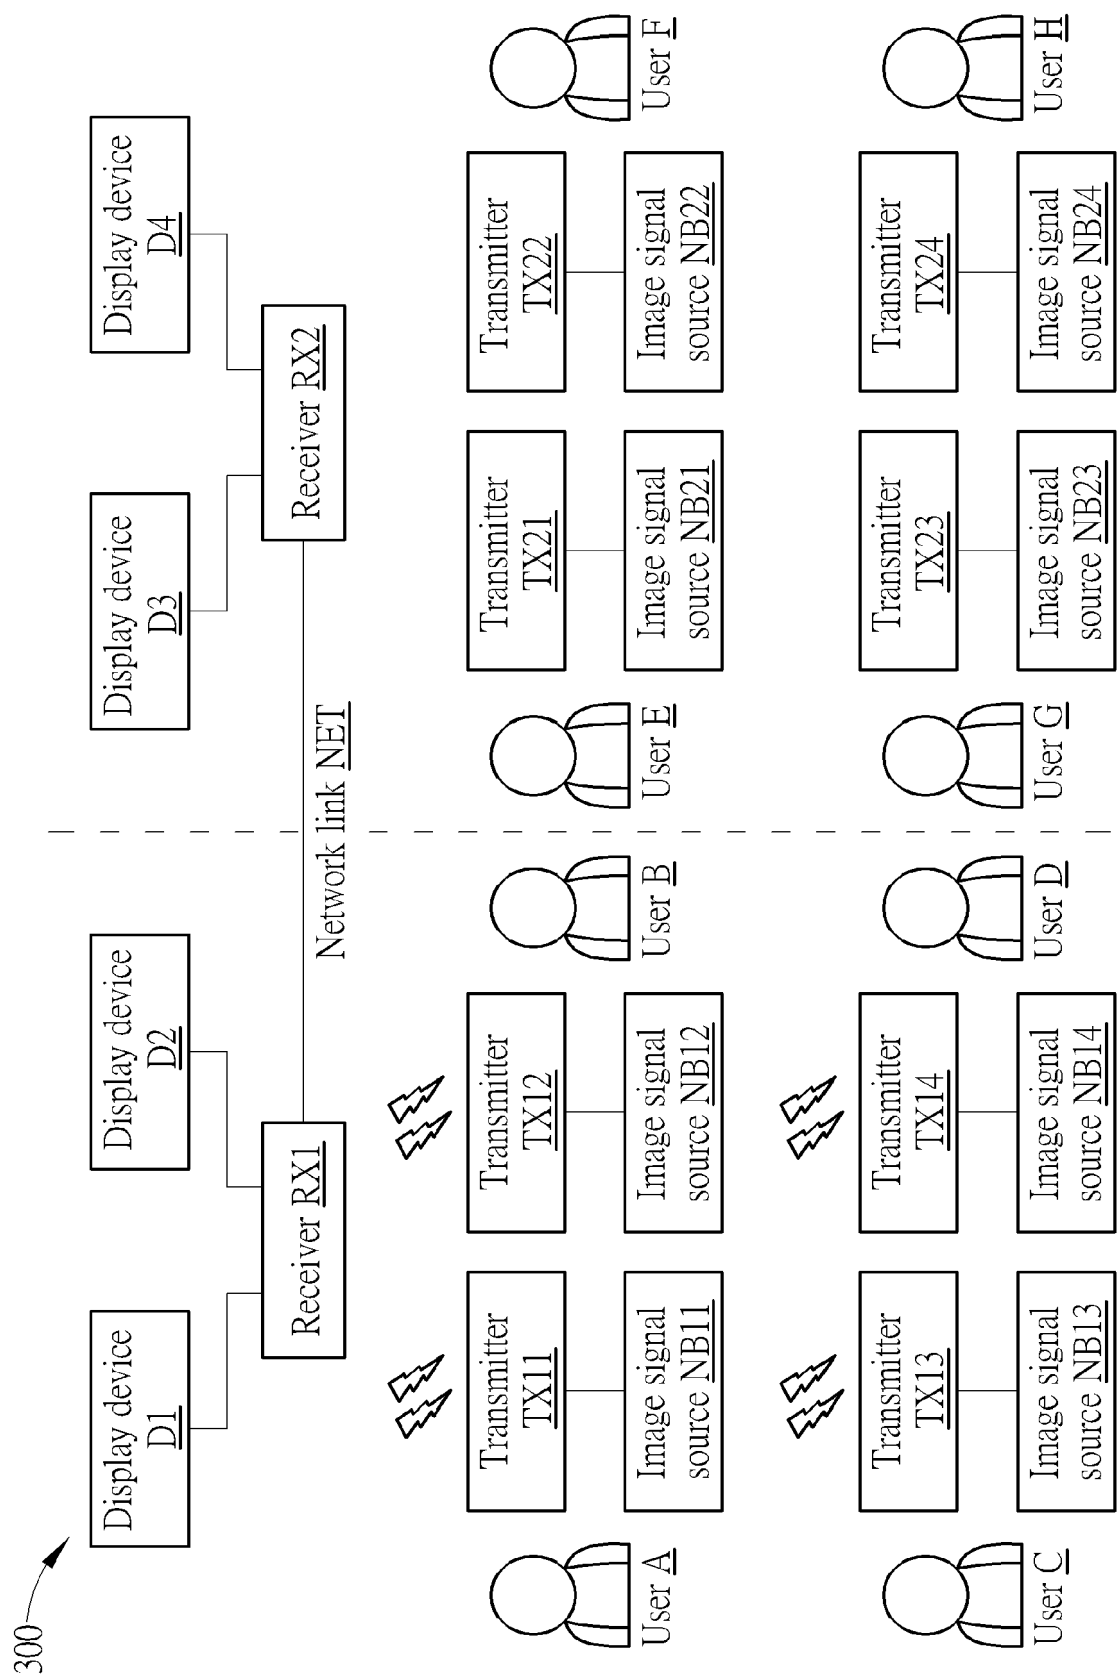 300
Display device
D1
Display device
D2
Display device
D3
Display device
D4
Receiver RX1
Receiver RX2
Network link NET
Transmitter
TX11
Transmitter
TX12
Transmitter
TX21
Transmitter
TX22
Image signal
source NB11
Image signal
source NB12
Image signal
source NB21
Image signal
source NB22
User A
User B
User E
User F
Transmitter
TX13
Transmitter
TX14
Transmitter
TX23
Transmitter
TX24
Image signal
source NB13
Image signal
source NB14
Image signal
source NB23
Image signal
source NB24
User C
User D
User G
User H